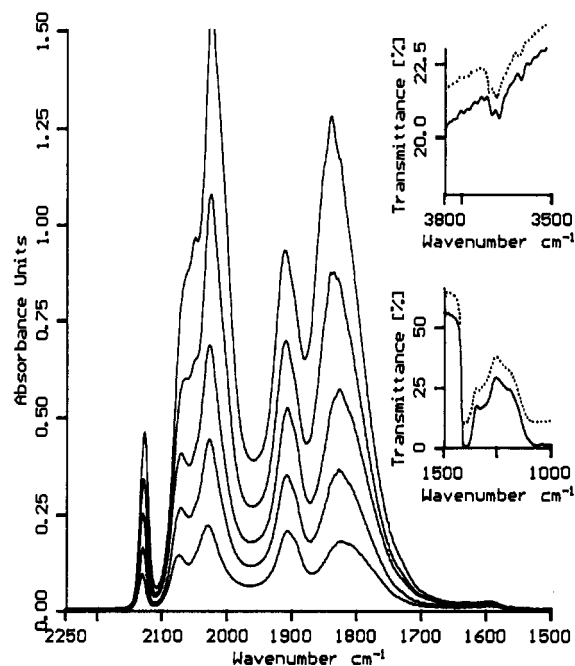 1.50
1.25
1.00
0.75
0.50
0.25
0.00
Absorbance Units
2250 2100 2000 1900 1800 1700 1600 1500
Wavenumber cm⁻¹
22.5
20.0
Transmittance [%]
3800 3500
Wavenumber cm⁻¹
50
25
0
Transmittance [%]
1500 1000
Wavenumber cm⁻¹